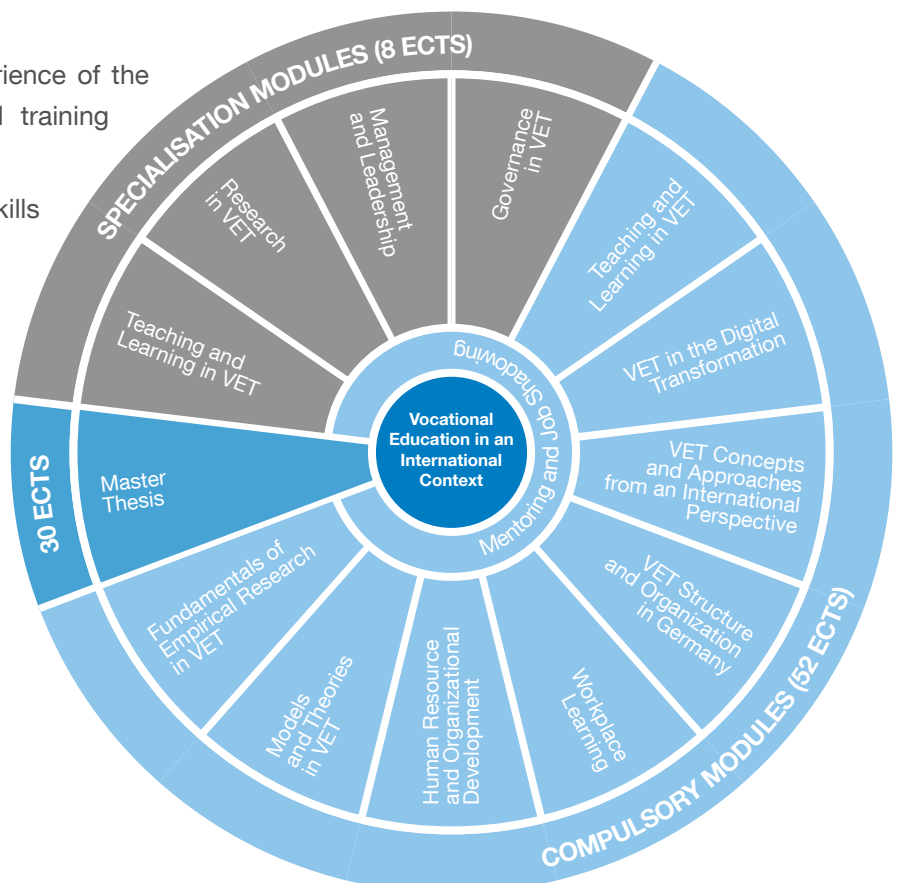 rience of the
training
kills
SPECIALISATION MODULES (8 ECTS)
Teaching and
Learning in VET
Research
in VET
Management
and Leadership
Governance
in VET
Teaching and
Learning in VET
VET in the Digital
Transformation
VET Concepts
and Approaches
from an International
Perspective
VET Structure
and Organization
in Germany
Workplace
Learning
Human Resource
and Organizational
Development
Models
and Theories
in VET
Fundamentals of
Empirical Research
in VET
Master
Thesis
30 ECTS
COMPULSORY MODULES (52 ECTS)
Mentoring and Job Shadowing
Vocational
Education in an
International
Context